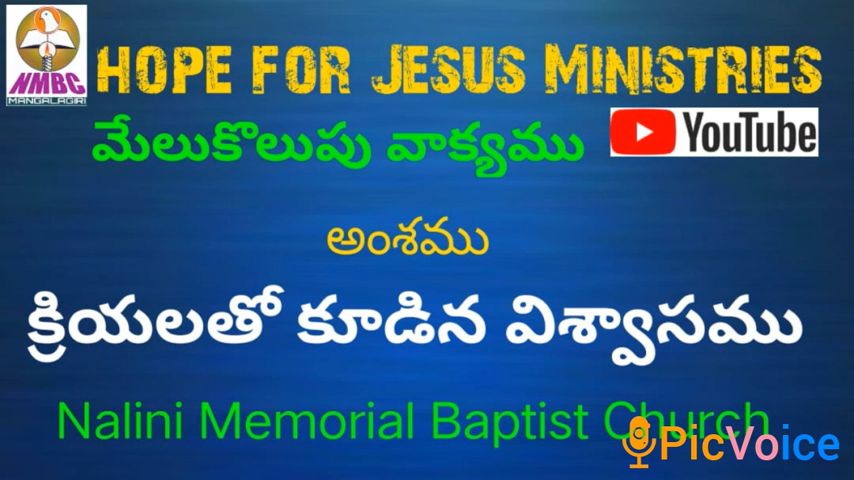 NMBC
MANGALAGIRI
HOPE FOR JESUS MINISTRIES
మేలుకొలుపు వాక్యము
YouTube
అంశము
క్రియలతో కూడిన విశ్వాసము
Nalini Memorial Baptist Church
PicVoice